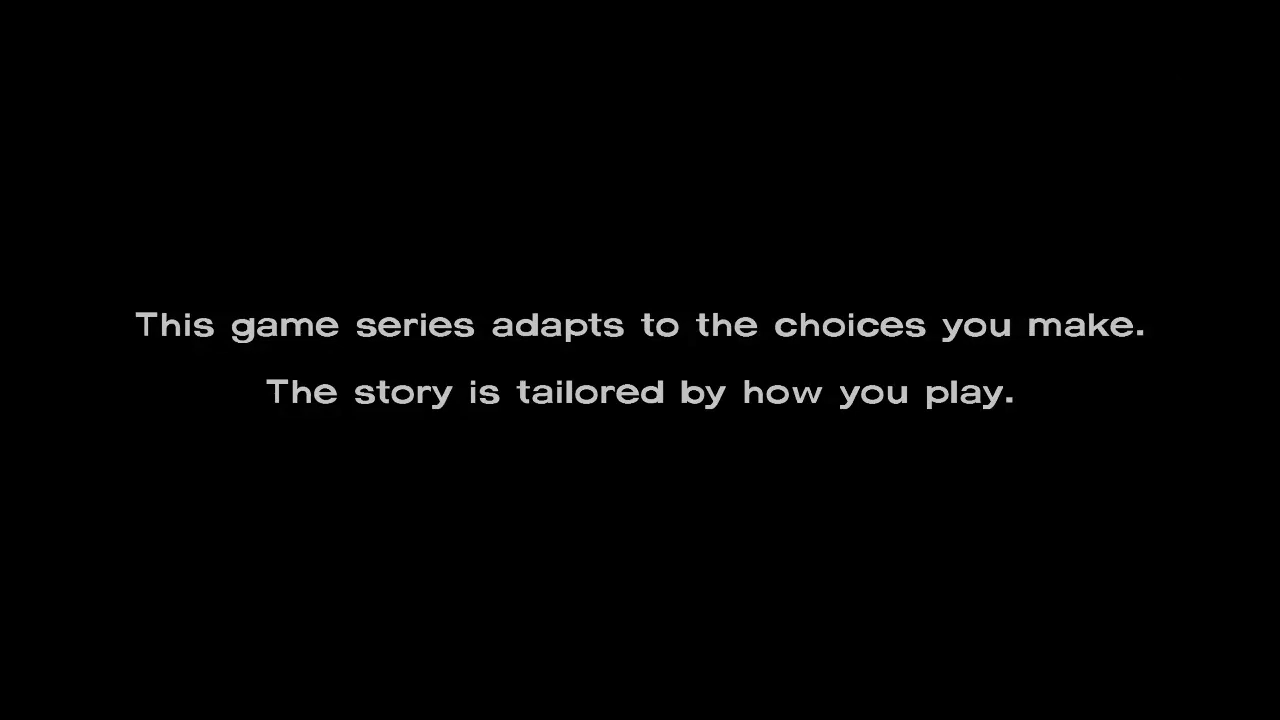 This game series adapts to the choices you make.
The story is tailored by how you play.